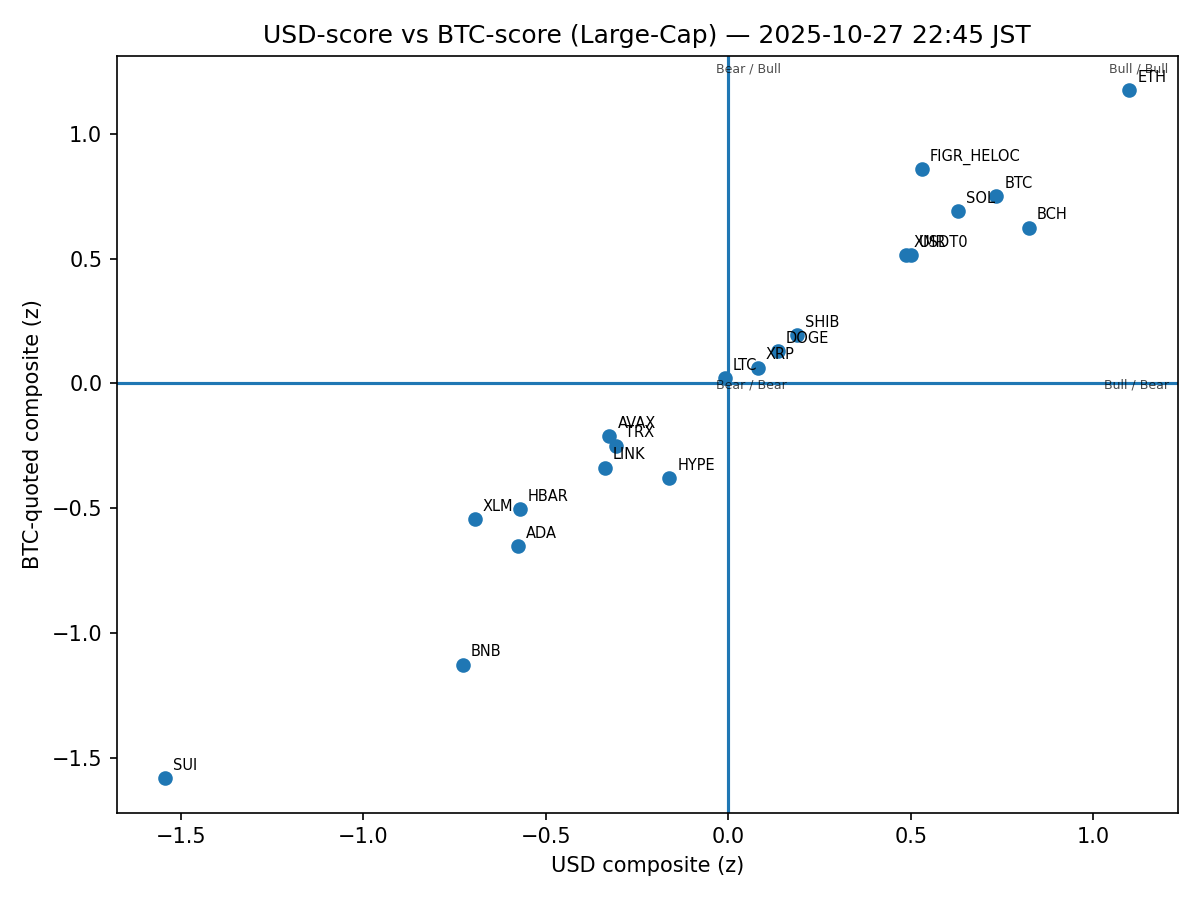 USD-score vs BTC-score (Large-Cap) — 2025-10-27 22:45 JST
Bear / Bull
Bull / Bull
ETH
FIGR_HELOC
BTC
SOL
BCH
XMR
USDT0
SHIB
DOGE
XRP
LTC
Bear / Bear
Bull / Bear
AVAX
TRX
LINK
HYPE
HBAR
XLM
ADA
BNB
SUI
1.0
0.5
0.0
−0.5
−1.0
−1.5
BTC-quoted composite (z)
−1.5
−1.0
−0.5
0.0
0.5
1.0
USD composite (z)